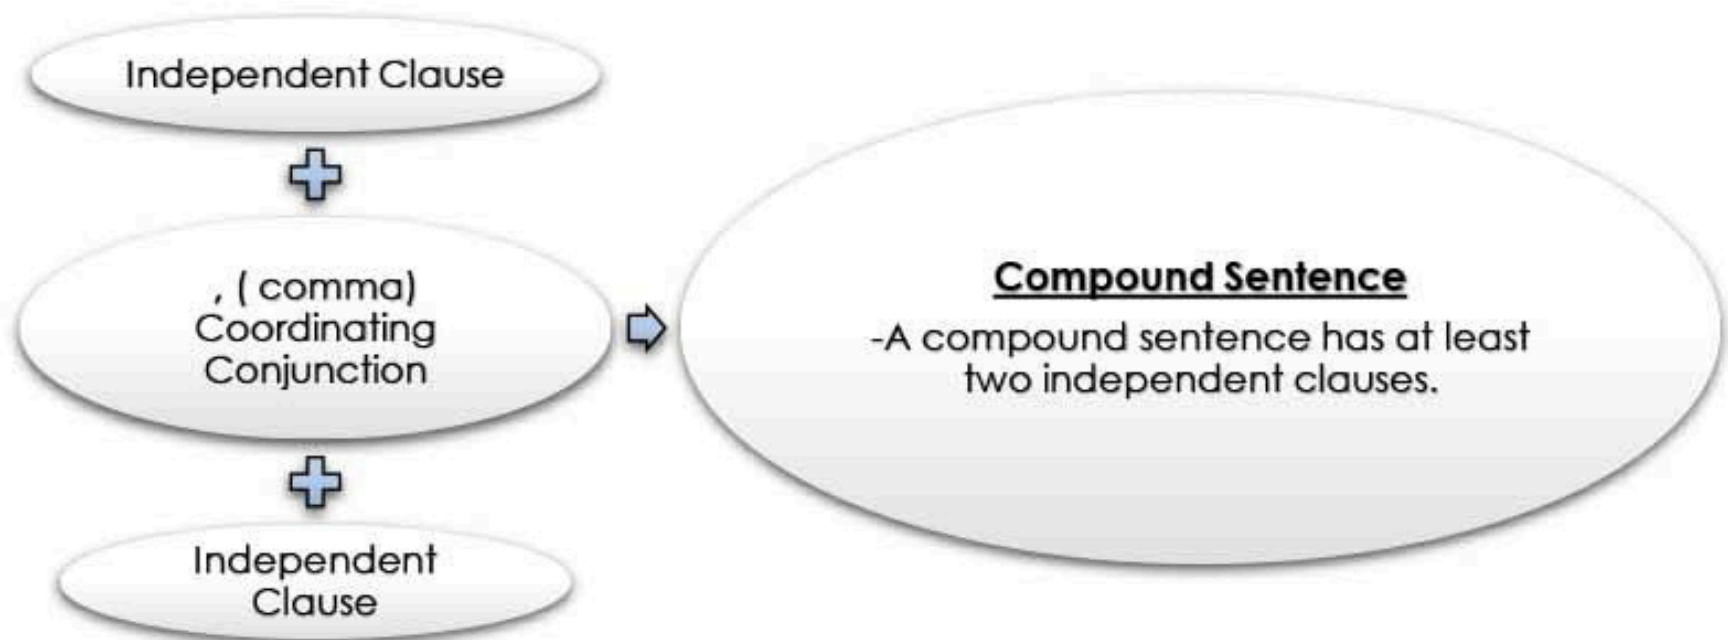 Independent Clause
, ( comma)
Coordinating
Conjunction
Independent
Clause
Compound Sentence
-A compound sentence has at least
two independent clauses.